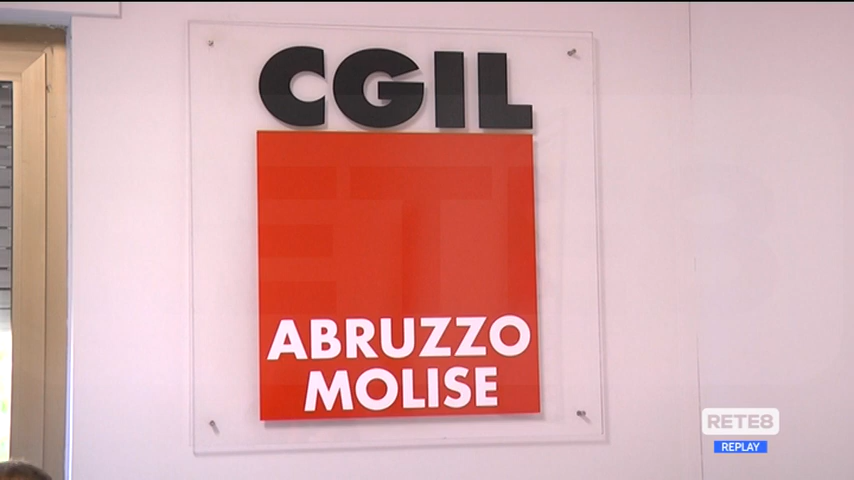 CGIL
ABRUZZO
MOLISE
RETE8
REPLAY